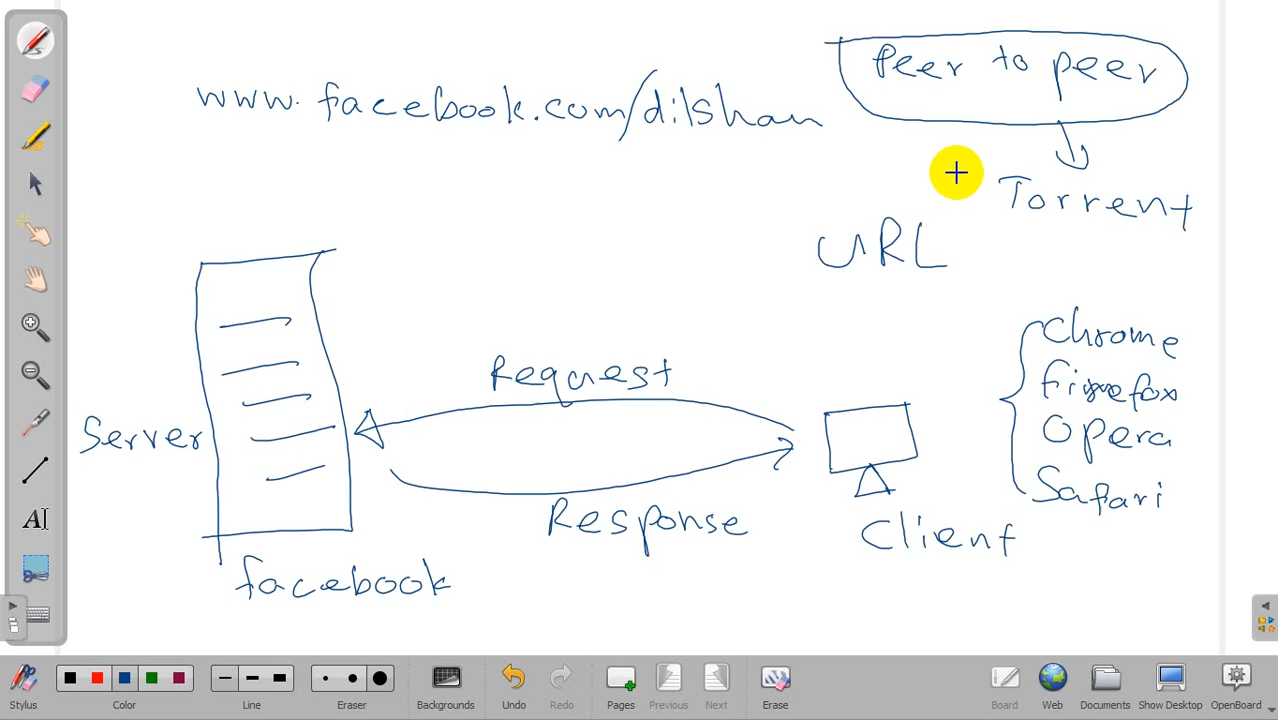 Peer to peer
www.facebook.com/dilshan
Torrent
URL
Chrome
Firefox
Opera
Safari
Request
Server
Response
Client
facebook
Stylus
Color
Line
Eraser
Backgrounds
Undo
Redo
Pages
Previous
Next
Erase
Board
Web
Documents
Show Desktop
OpenBoard